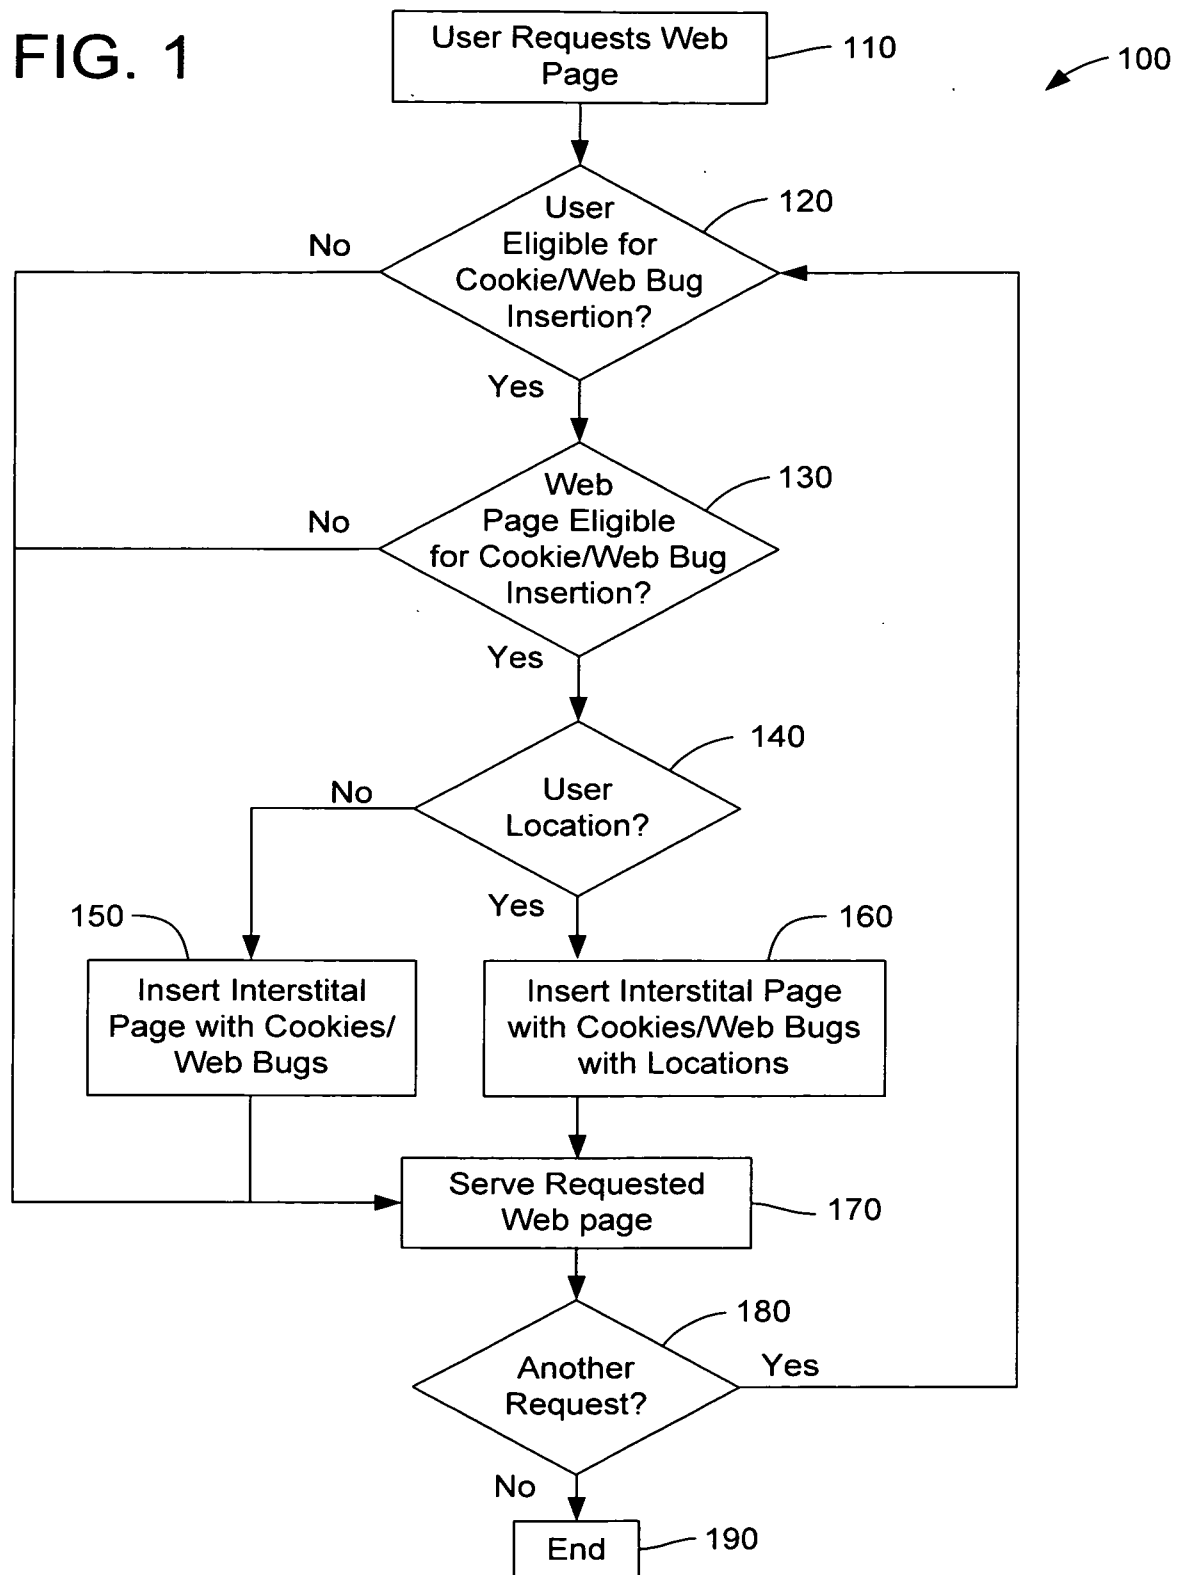 FIG. 1
User Requests Web
Page
110
100
User
Eligible for
Cookie/Web Bug
Insertion?
120
No
Yes
Web
Page Eligible
for Cookie/Web Bug
Insertion?
130
No
Yes
User
Location?
140
No
Yes
150
Insert Interstital
Page with Cookies/
Web Bugs
160
Insert Interstital Page
with Cookies/Web Bugs
with Locations
Serve Requested
Web page
170
Another
Request?
180
Yes
No
End
190